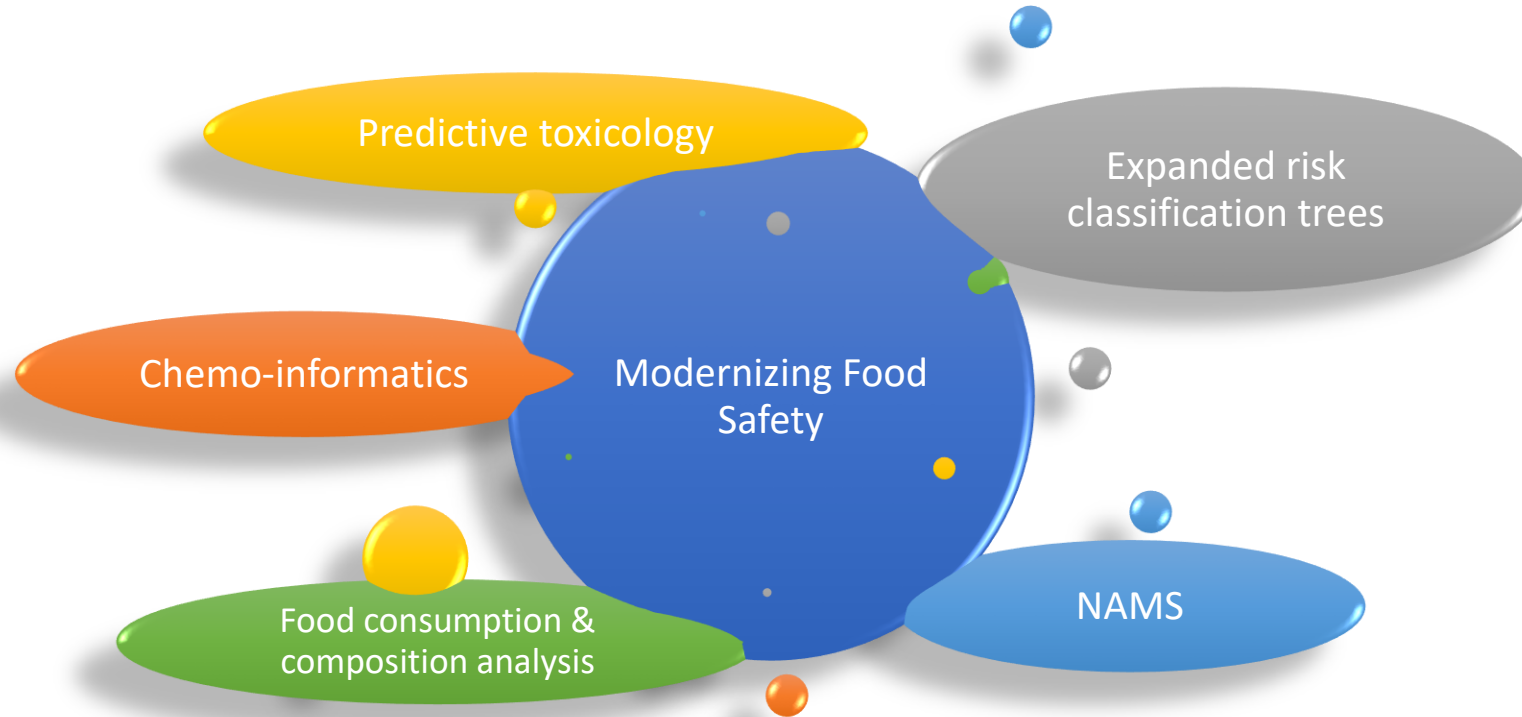 Predictive toxicology
Expanded risk
classification trees
Chemo-informatics
Modernizing Food
Safety
Food consumption &
composition analysis
NAMS